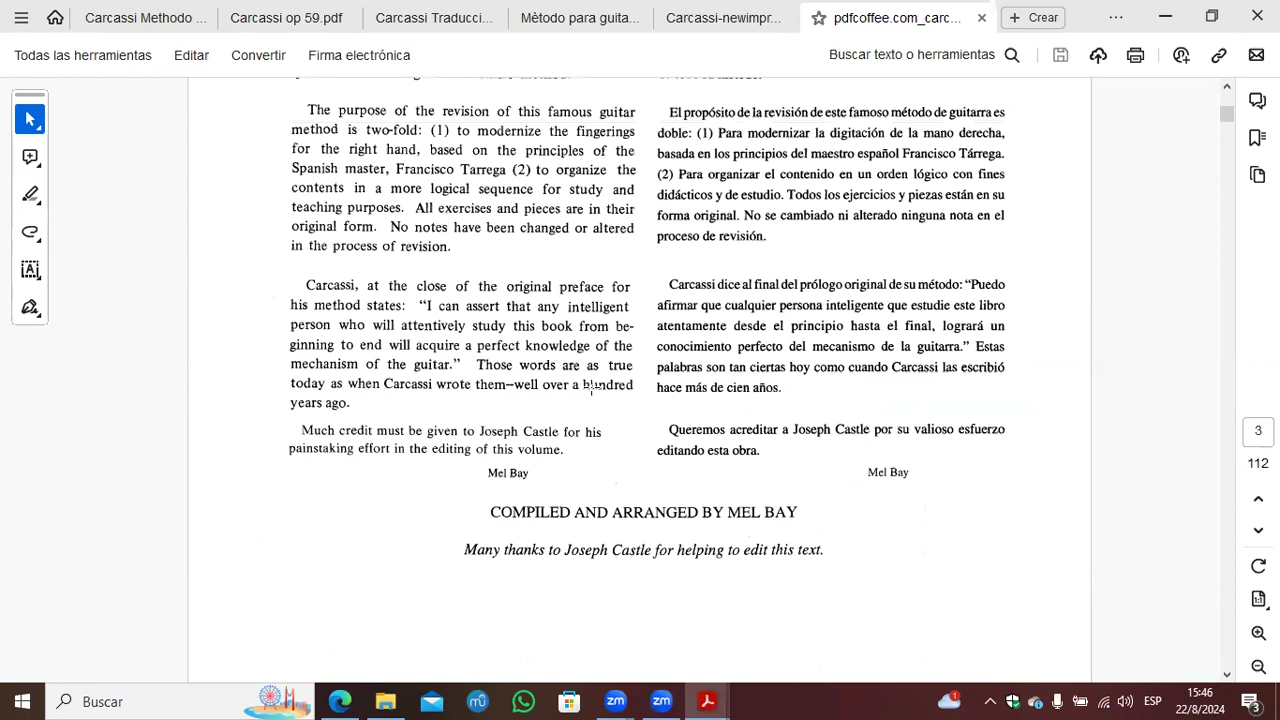 Carcassi Methodo ...
Carcassi op 59.pdf
Carcassi Traducci...
Mètodo para guita...
Carcassi-newimpr...
pdfcoffee.com_carc...
Crear
Todas las herramientas
Editar
Convertir
Firma electrónica
Buscar texto o herramientas
The purpose of the revision of this famous guitar
method is two-fold: (1) to modernize the fingerings
for the right hand, based on the principles of the
Spanish master, Francisco Tarrega (2) to organize the
contents in a more logical sequence for study and
teaching purposes. All exercises and pieces are in their
original form. No notes have been changed or altered
in the process of revision.
Carcassi, at the close of the original preface for
his method states: "I can assert that any intelligent
person who will attentively study this book from be-
ginning to end will acquire a perfect knowledge of the
mechanism of the guitar." Those words are as true
today as when Carcassi wrote them--well over a hundred
years ago.
Much credit must be given to Joseph Castle for his
painstaking effort in the editing of this volume.
Mel Bay
El propósito de la revisión de este famoso método de guitarra es
doble: (1) Para modernizar la digitación de la mano derecha,
basada en los principios del maestro español Francisco Tárrega.
(2) Para organizar el contenido en un orden lógico con fines
didácticos y de estudio. Todos los ejercicios y piezas están en su
forma original. No se cambiado ni alterado ninguna nota en el
proceso de revisión.
Carcassi dice al final del prólogo original de su método: "Puedo
afirmar que cualquier persona inteligente que estudie este libro
atentamente desde el principio hasta el final, logrará un
conocimiento perfecto del mecanismo de la guitarra." Estas
palabras son tan ciertas hoy como cuando Carcassi las escribió
hace más de cien años.
Queremos acreditar a Joseph Castle por su valioso esfuerzo
editando esta obra.
Mel Bay
COMPILED AND ARRANGED BY MEL BAY
Many thanks to Joseph Castle for helping to edit this text.
3
112
Buscar
zm
zm
1
ESP
15:46
22/8/2024
3